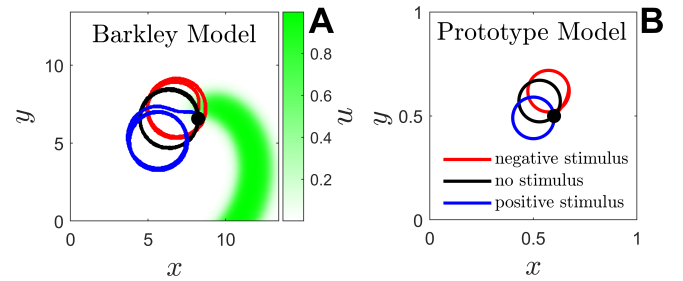 A
Barkley Model
y
10
5
0
0
5
10
x
0.8
0.6
0.4
0.2
u
B
Prototype Model
y
1
0.5
0
negative stimulus
no stimulus
positive stimulus
0
0.5
1
x